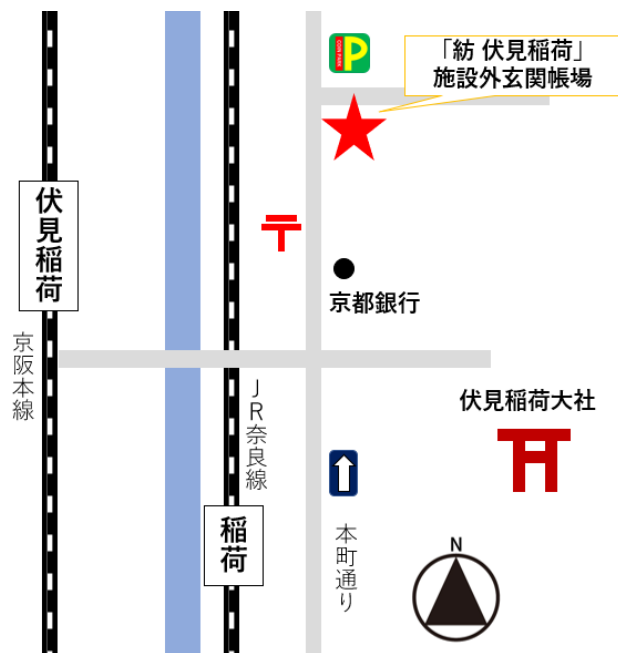 「紡 伏見稲荷」
施設外玄関帳場
P
COIN PARK
伏見稲荷
〒
京都銀行
京阪本線
JR奈良線
伏見稲荷大社
稲荷
本町通り
N